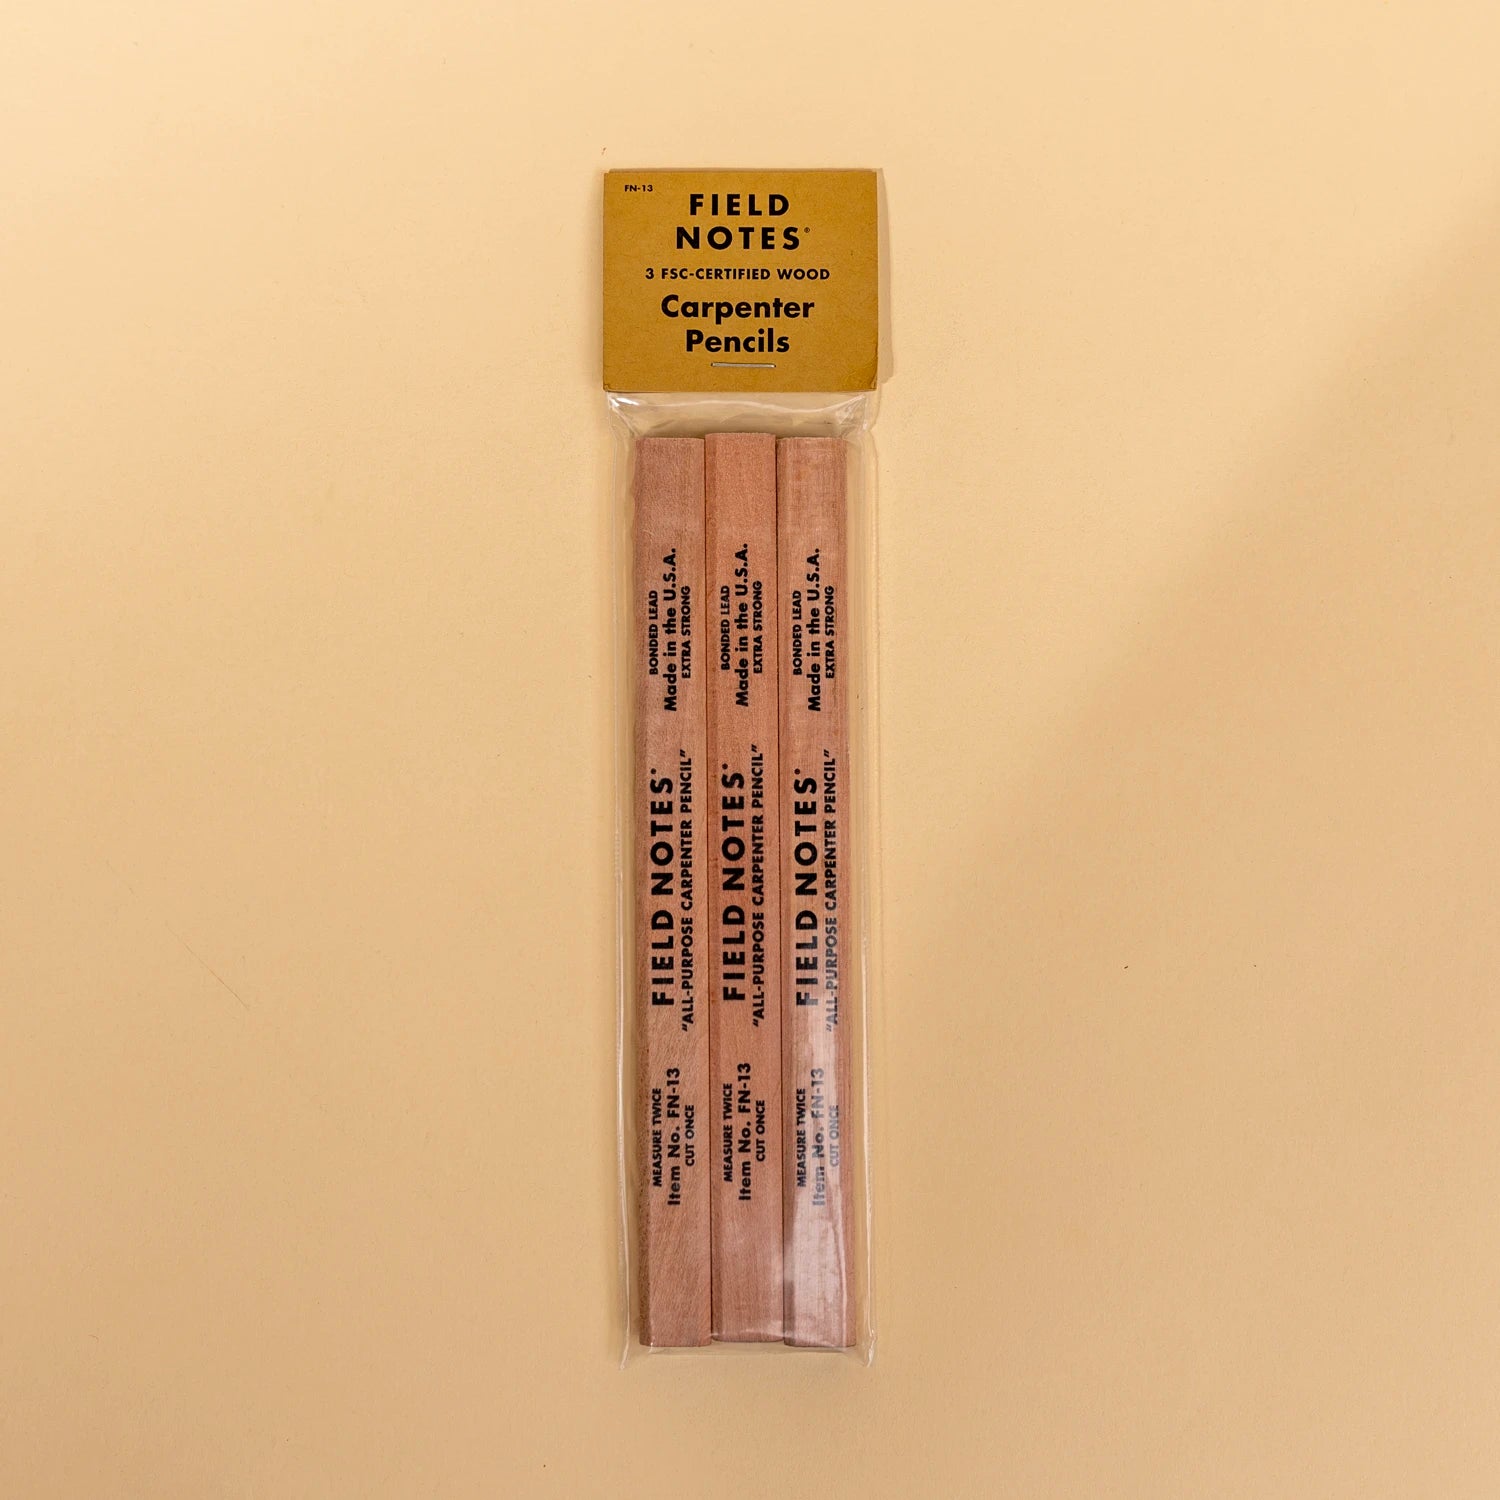 FN-13
FIELD
NOTES®
3 FSC-CERTIFIED WOOD
Carpenter
Pencils
MEASURE TWICE
Item No. FN-13
CUT ONCE
FIELD NOTES®
"ALL-PURPOSE CARPENTER PENCIL"
BONDED LEAD
Made in the U.S.A.
EXTRA STRONG
MEASURE TWICE
Item No. FN-13
CUT ONCE
FIELD NOTES®
"ALL-PURPOSE CARPENTER PENCIL"
BONDED LEAD
Made in the U.S.A.
EXTRA STRONG
MEASURE TWICE
Item No. FN-13
CUT ONCE
FIELD NOTES®
"ALL-PURPOSE CARPENTER PENCIL"
BONDED LEAD
Made in the U.S.A.
EXTRA STRONG